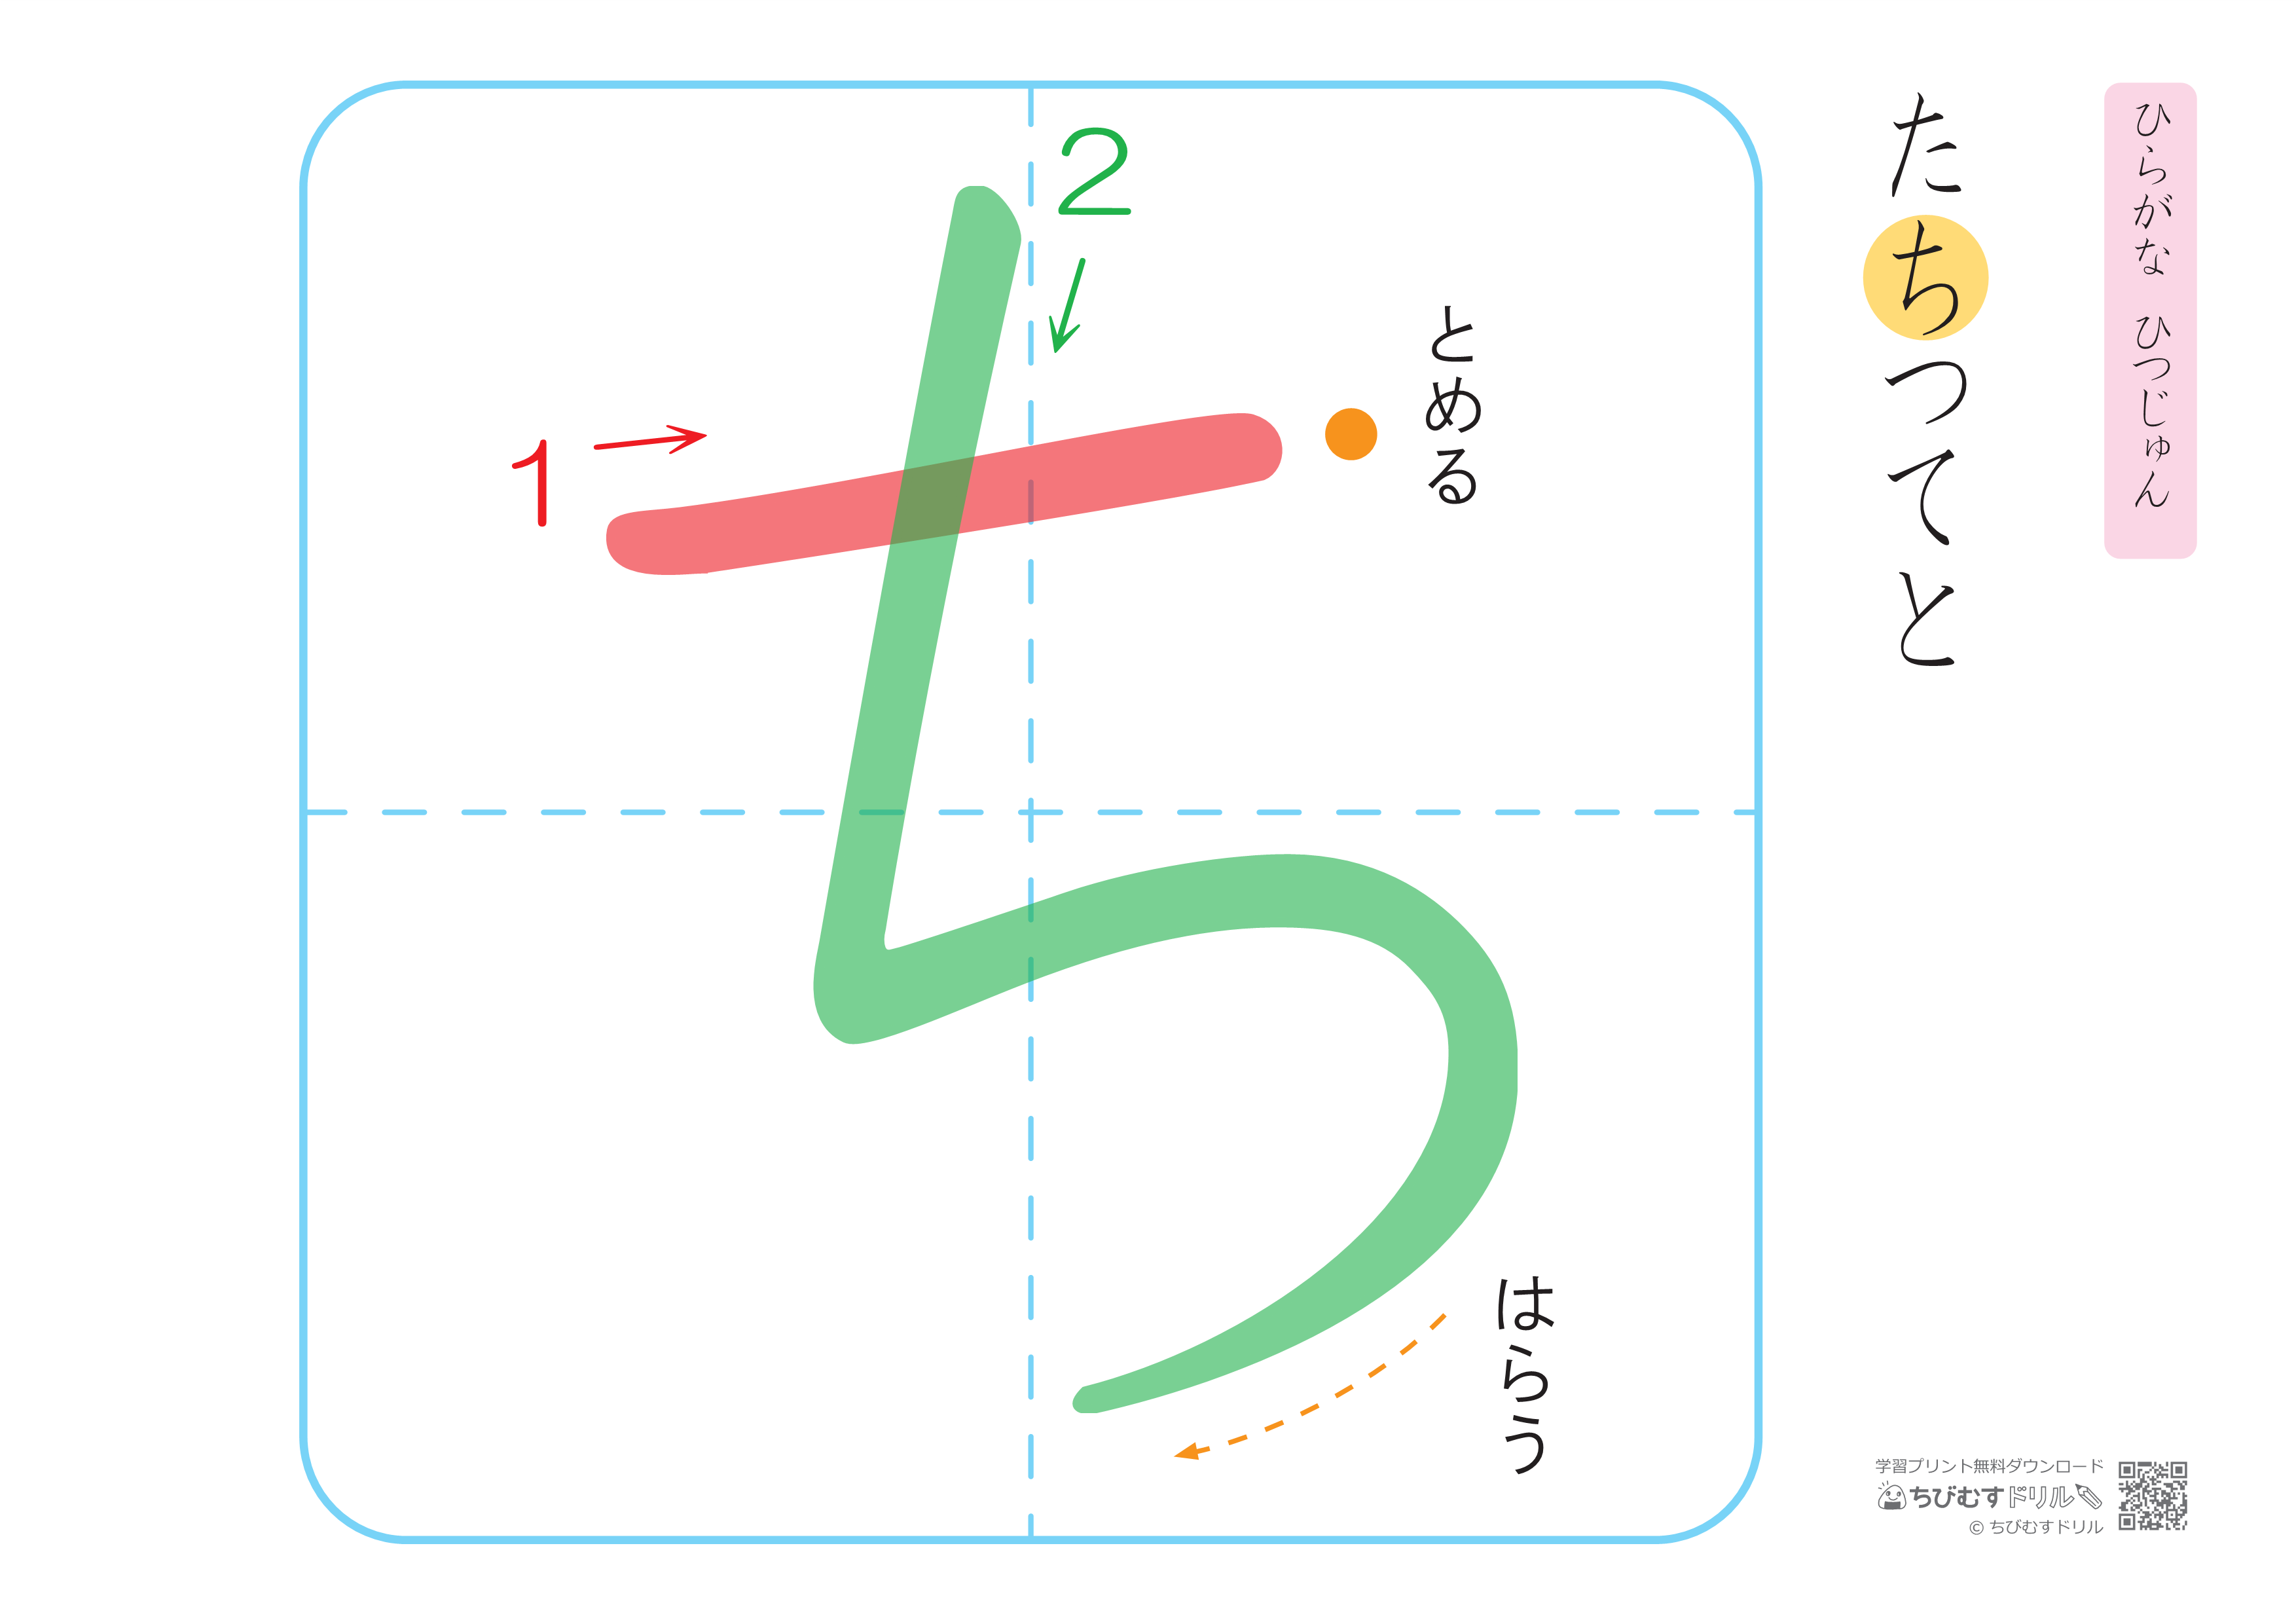 ひらがな ひつじゅん
たちつてと
ち
1
2
とめる
はらう
学習プリント無料ダウンロード
ちびむすドリル
© ちびむすドリル